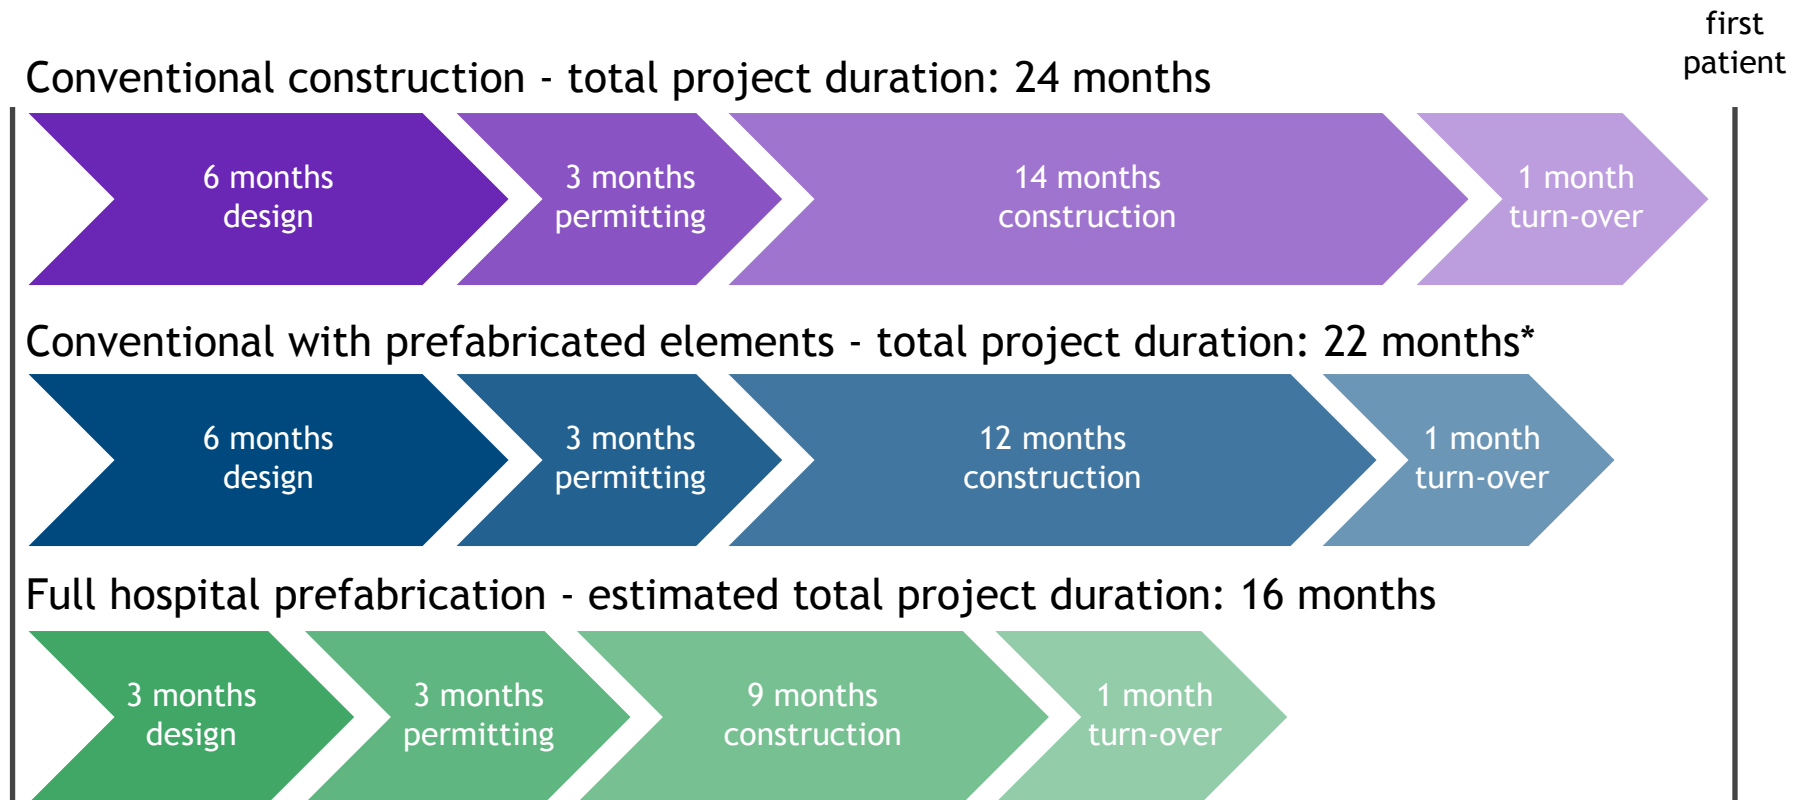 first
patient
Conventional construction - total project duration: 24 months
6 months
design
3 months
permitting
14 months
construction
1 month
turn-over
Conventional with prefabricated elements - total project duration: 22 months*
6 months
design
3 months
permitting
12 months
construction
1 month
turn-over
Full hospital prefabrication - estimated total project duration: 16 months
3 months
design
3 months
permitting
9 months
construction
1 month
turn-over